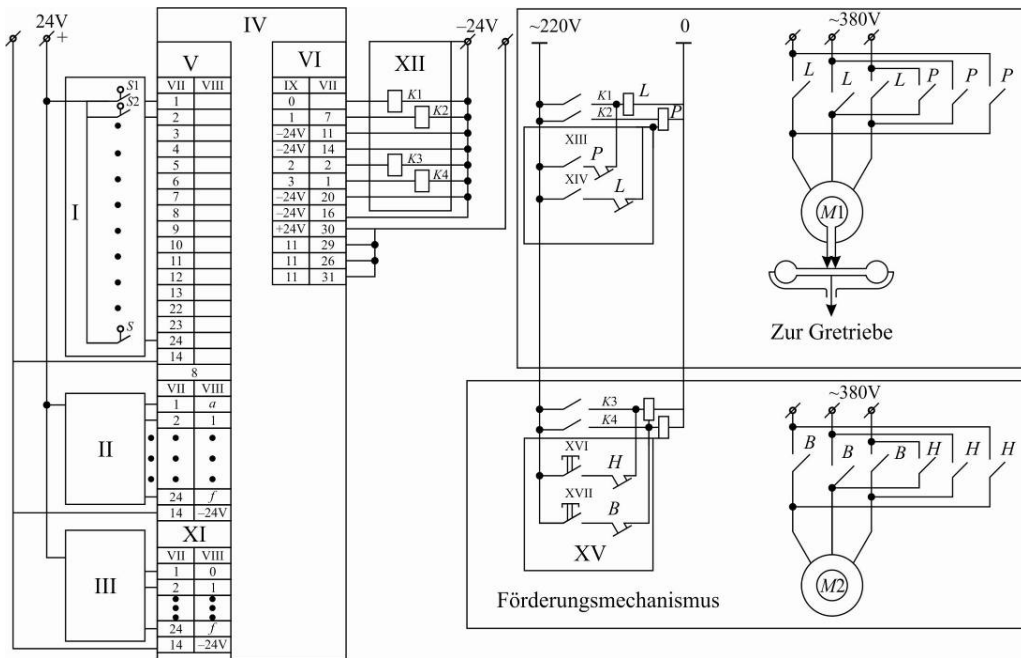 24V
+
IV
–24V
~220V
0
~380V
V
VI
XII
VII VIII
IX VII
S1
S2
1
2
3
4
5
6
7
8
9
10
11
12
13
22
23
24
14
8
I
S
0
1 7
–24V 11
–24V 14
2 2
3 1
–24V 20
–24V 16
+24V 30
11 29
11 26
11 31
K1
K2
K3
K4
K1
K2
L
P
XIII
P
XIV
L
L L L P P P
M1
Zur Gretriebe
VII VIII
1 a
2 1
24 f
14 –24V
II
XI
VII VIII
1 0
2 1
24 f
14 –24V
III
K3
K4
XVI
H
XVII
B
XV
Förderungsmechanismus
~380V
B B B H H H
M2